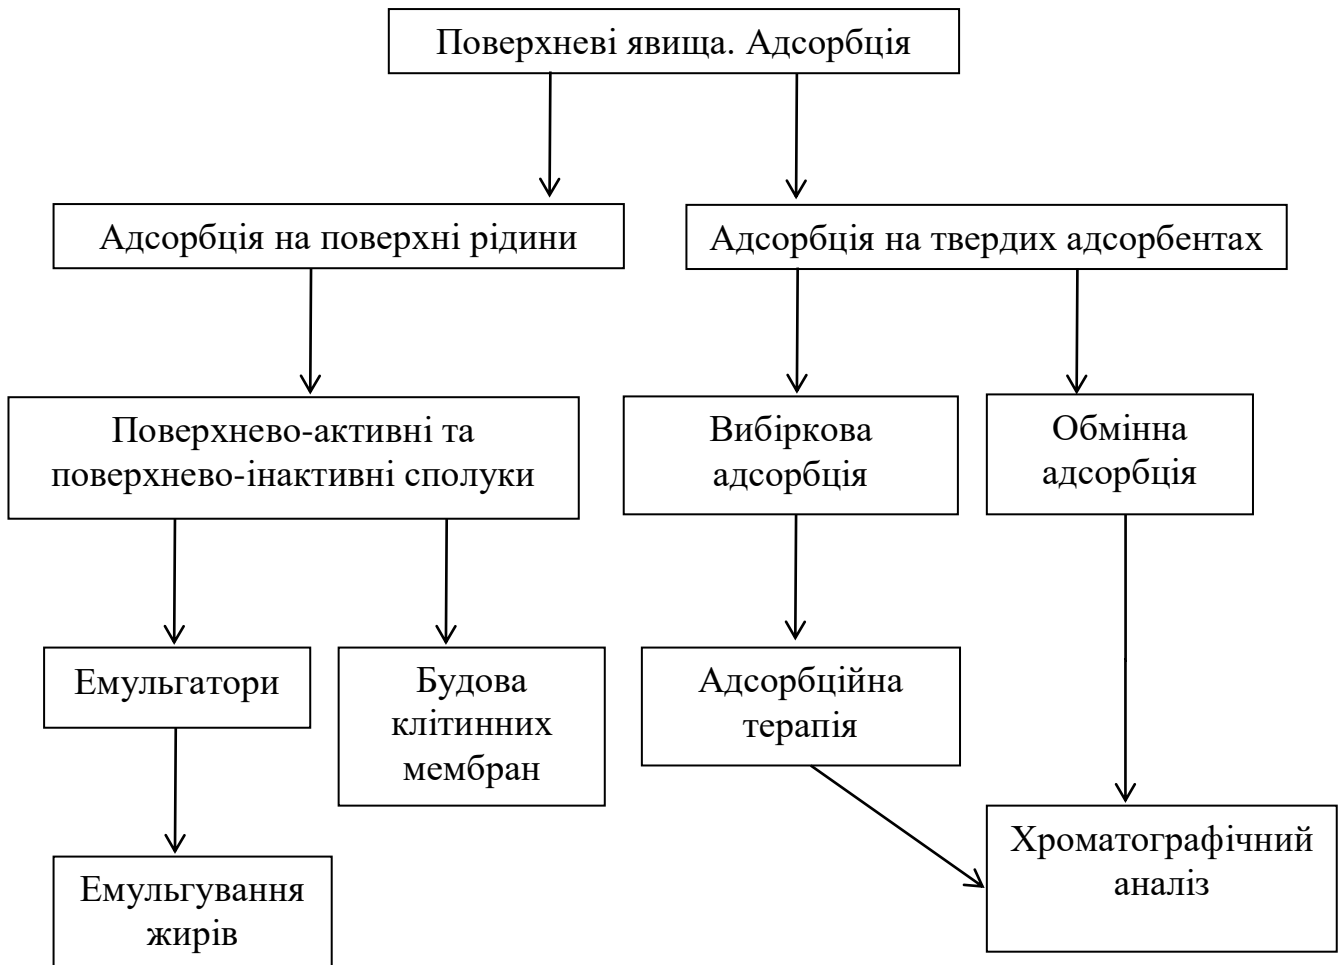 Поверхневі явища. Адсорбція
Адсорбція на поверхні рідини
Адсорбція на твердих адсорбентах
Поверхнево-активні та
поверхнево-інактивні сполуки
Вибіркова
адсорбція
Обмінна
адсорбція
Емульгатори
Будова
клітинних
мембран
Адсорбційна
терапія
Хроматографічний
аналіз
Емульгування
жирів